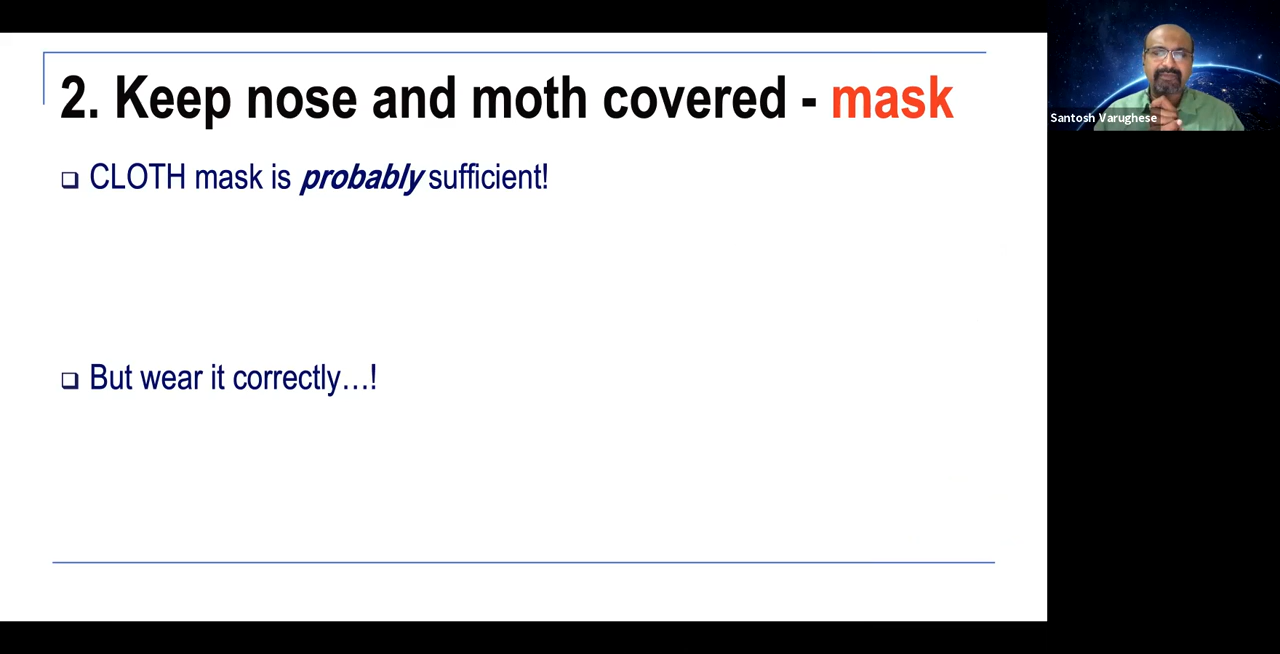 2. Keep nose and moth covered - mask
CLOTH mask is probably sufficient!
But wear it correctly...!
Santosh Varughese